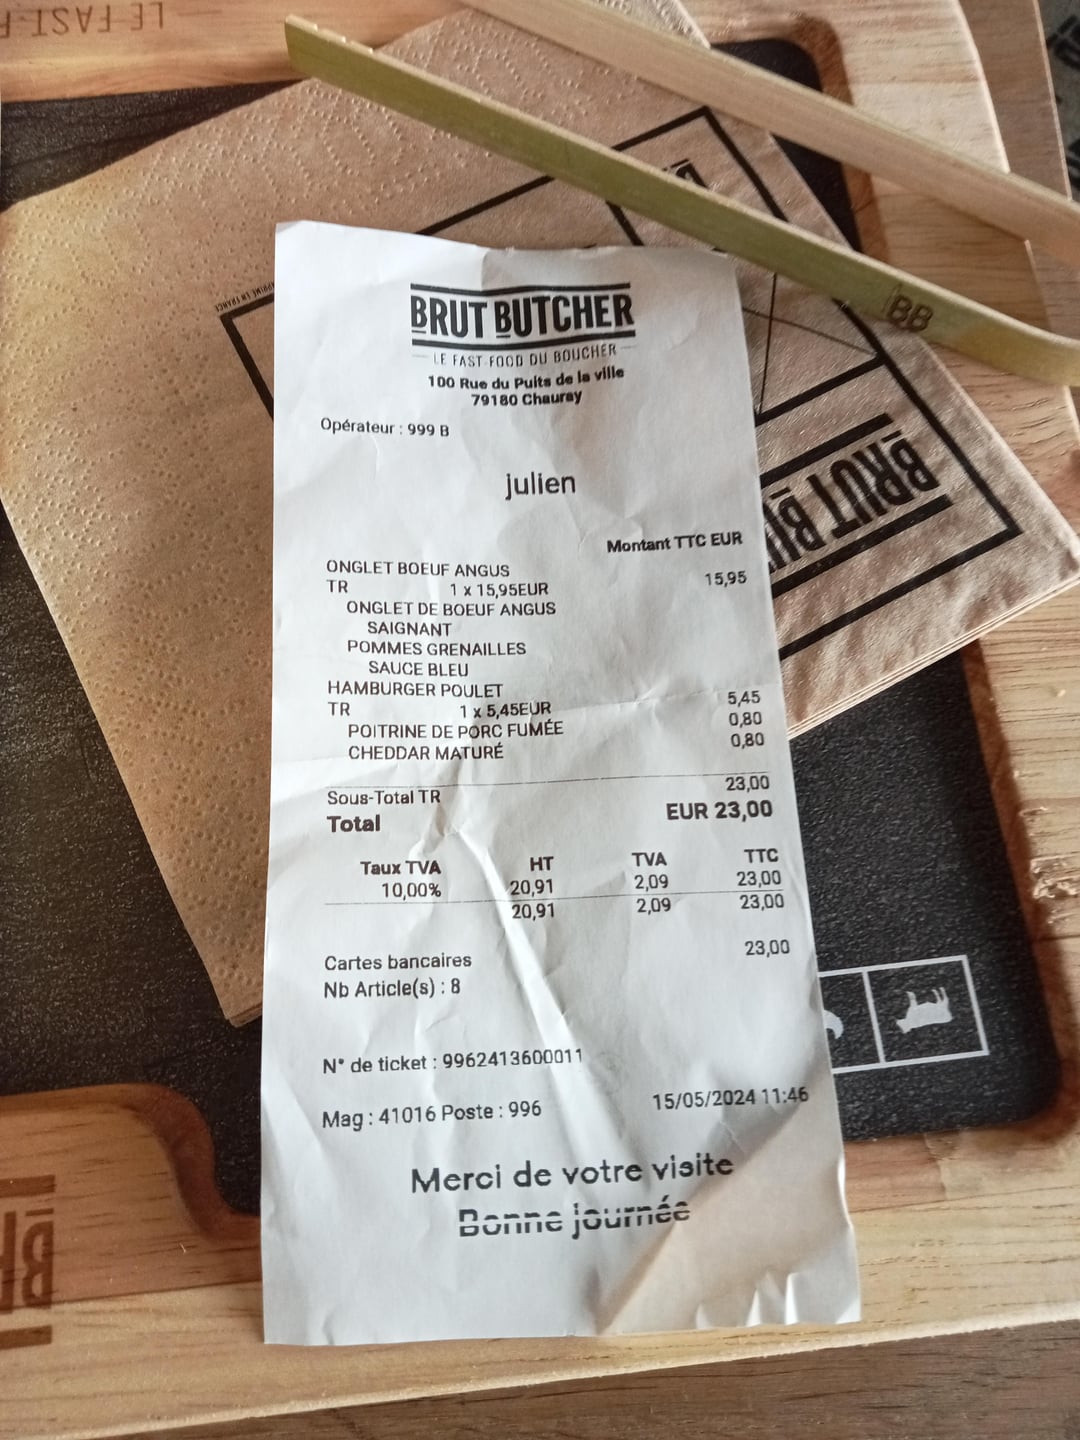 LE FAST-F
BB
IMPRIMÉ EN FRANCE
BRUT BUTCHER
LE FAST-FOOD DU BOUCHER
100 Rue du Puits de la ville
79180 Chauray
Opérateur : 999 B
julien
Montant TTC EUR
ONGLET BOEUF ANGUS
TR 1 x 15,95EUR 15,95
ONGLET DE BOEUF ANGUS
SAIGNANT
POMMES GRENAILLES
SAUCE BLEU
HAMBURGER POULET
TR 1 x 5,45EUR 5,45
POITRINE DE PORC FUMÉE 0,80
CHEDDAR MATURÉ 0,80
Sous-Total TR 23,00
Total EUR 23,00
Taux TVA HT TVA TTC
10,00% 20,91 2,09 23,00
20,91 2,09 23,00
Cartes bancaires 23,00
Nb Article(s) : 8
N° de ticket : 9962413600011
Mag : 41016 Poste : 996 15/05/2024 11:46
Merci de votre visite
Bonne journée
BRUT BU
BR